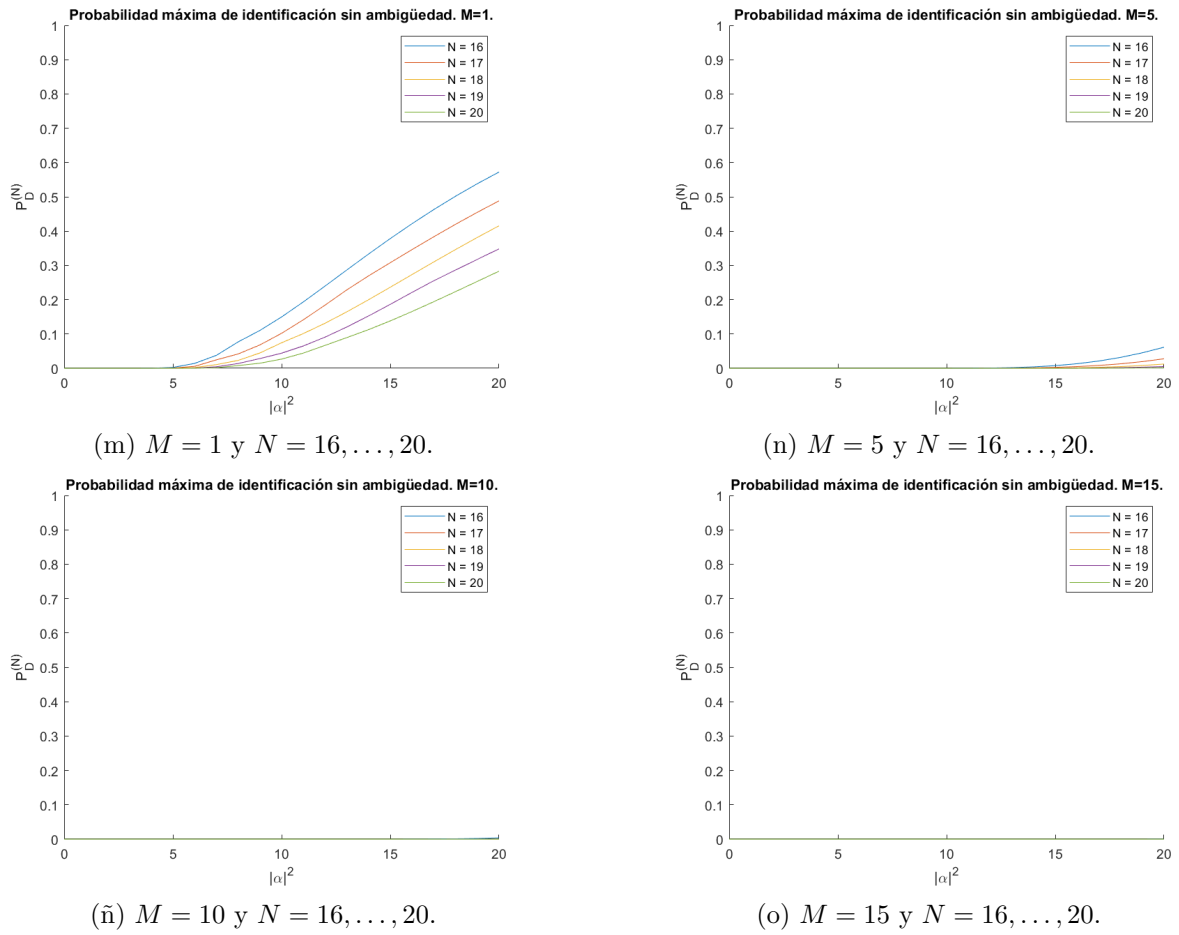 Probabilidad máxima de identificación sin ambigüedad. M=1.
1
0.9
0.8
0.7
0.6
0.5
0.4
0.3
0.2
0.1
0
P_D^(N)
N = 16
N = 17
N = 18
N = 19
N = 20
0 5 10 15 20
|α|²
(m) M = 1 y N = 16, . . . , 20.
Probabilidad máxima de identificación sin ambigüedad. M=5.
1
0.9
0.8
0.7
0.6
0.5
0.4
0.3
0.2
0.1
0
P_D^(N)
N = 16
N = 17
N = 18
N = 19
N = 20
0 5 10 15 20
|α|²
(n) M = 5 y N = 16, . . . , 20.
Probabilidad máxima de identificación sin ambigüedad. M=10.
1
0.9
0.8
0.7
0.6
0.5
0.4
0.3
0.2
0.1
0
P_D^(N)
N = 16
N = 17
N = 18
N = 19
N = 20
0 5 10 15 20
|α|²
(ñ) M = 10 y N = 16, . . . , 20.
Probabilidad máxima de identificación sin ambigüedad. M=15.
1
0.9
0.8
0.7
0.6
0.5
0.4
0.3
0.2
0.1
0
P_D^(N)
N = 16
N = 17
N = 18
N = 19
N = 20
0 5 10 15 20
|α|²
(o) M = 15 y N = 16, . . . , 20.